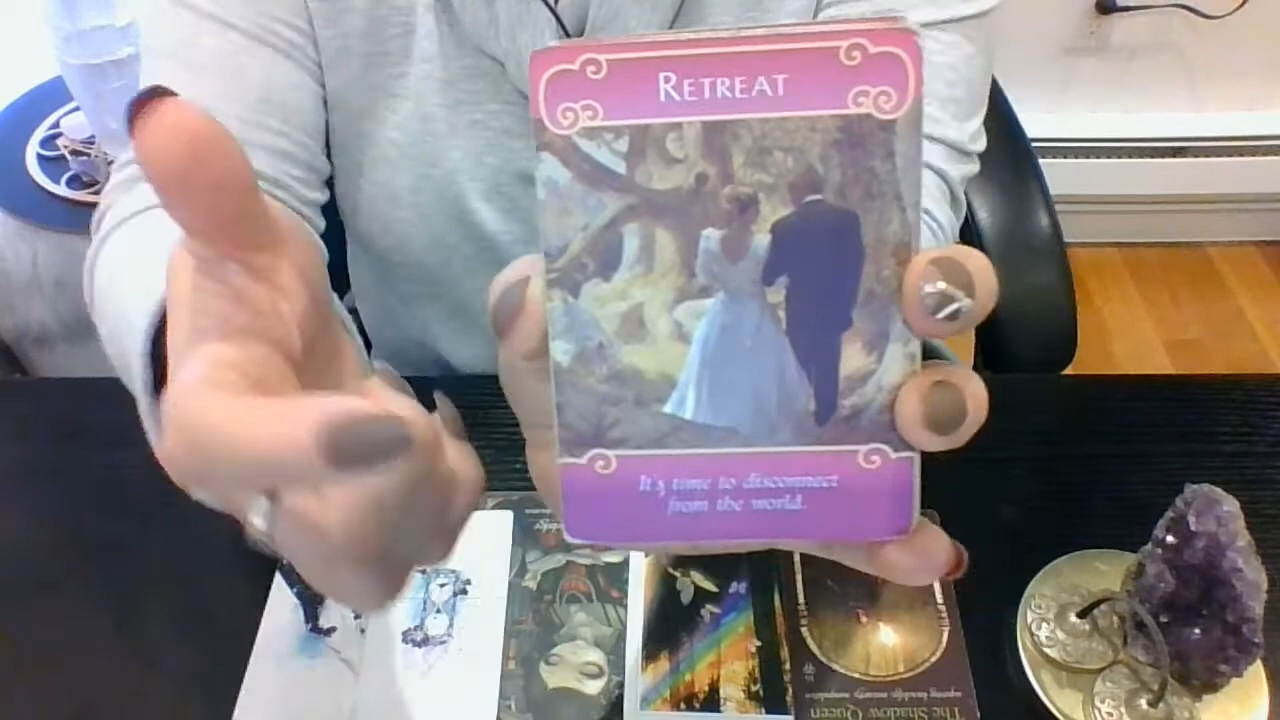 RETREAT
It's time to disconnect
from the world.
The Shadow Queen